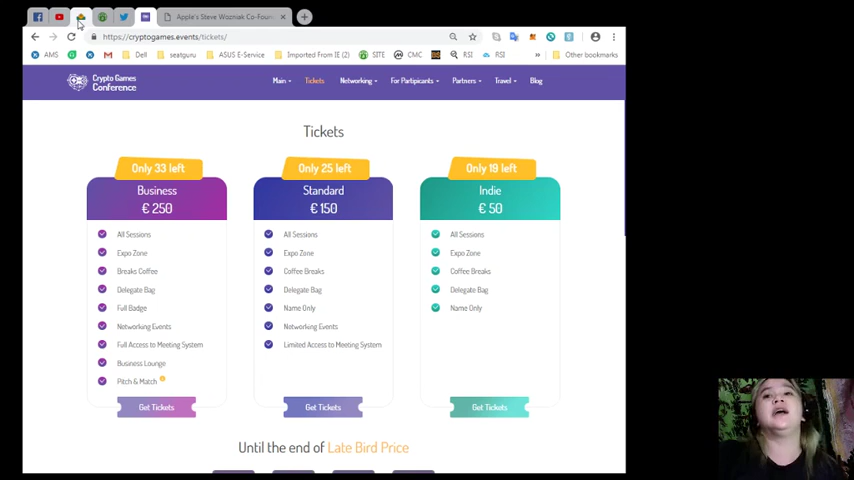 Apple's Steve Wozniak Co-Foun
https://cryptogames.events/tickets/
AMS
Dell
seatguru
ASUS E-Service
Imported From IE (2)
SITE
CMC
RSI
RSI
Other bookmarks
Crypto Games
Conference
Main
Tickets
Networking
For Partipicants
Partners
Travel
Blog
Tickets
Only 33 left
Business
€ 250
All Sessions
Expo Zone
Breaks Coffee
Delegate Bag
Full Badge
Networking Events
Full Access to Meeting System
Business Lounge
Pitch & Match
Get Tickets
Only 25 left
Standard
€ 150
All Sessions
Expo Zone
Coffee Breaks
Delegate Bag
Name Only
Networking Events
Limited Access to Meeting System
Get Tickets
Only 19 left
Indie
€ 50
All Sessions
Expo Zone
Coffee Breaks
Delegate Bag
Name Only
Get Tickets
Until the end of Late Bird Price